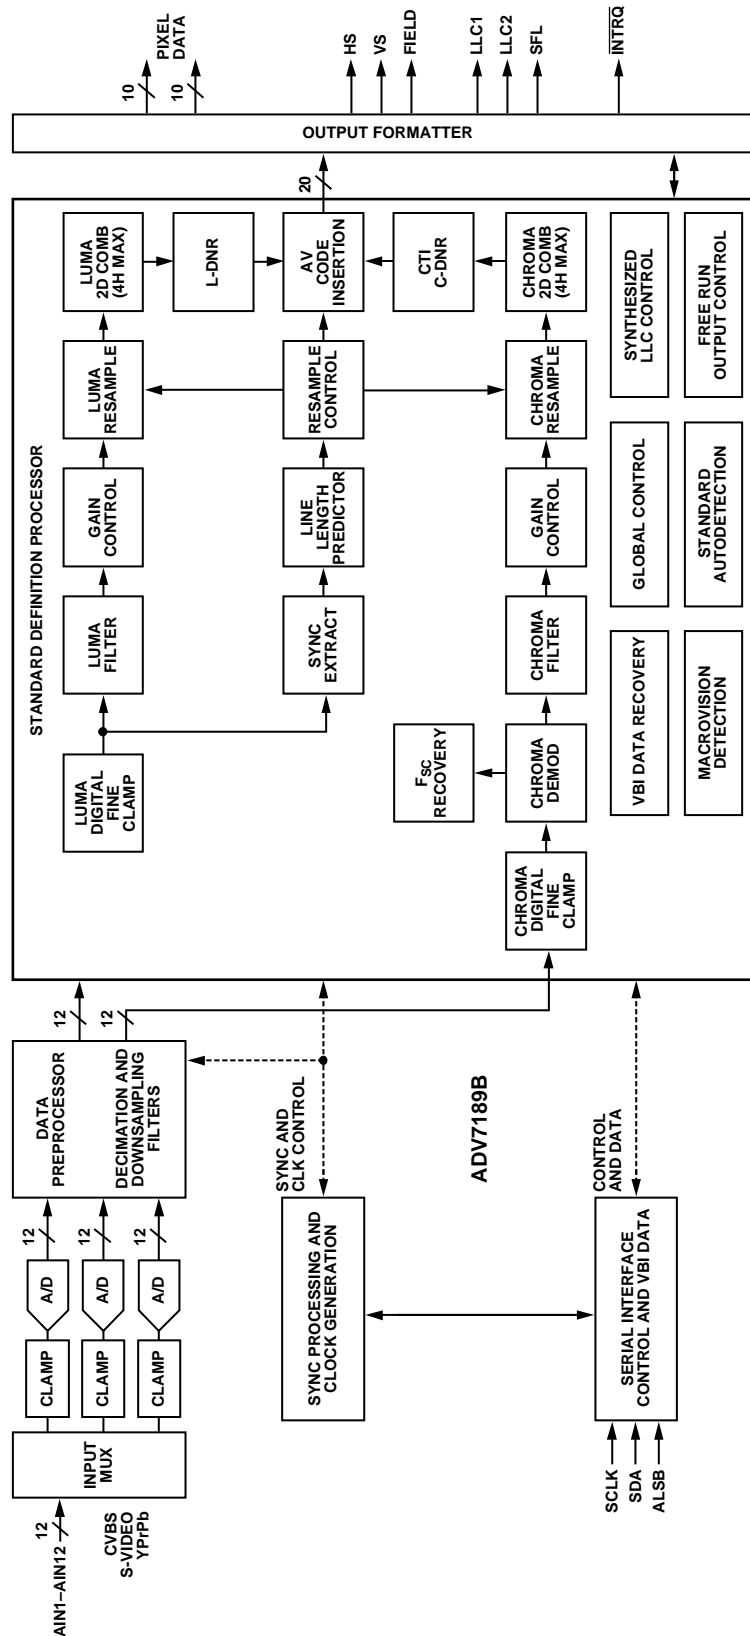 AIN1–AIN12
12
CVBS
S-VIDEO
YPrPb
INPUT
MUX
CLAMP
CLAMP
CLAMP
A/D
A/D
A/D
12
12
12
DATA
PREPROCESSOR
DECIMATION AND
DOWNSAMPLING
FILTERS
12
12
SYNC PROCESSING AND
CLOCK GENERATION
SYNC AND
CLK CONTROL
SCLK
SDA
ALSB
SERIAL INTERFACE
CONTROL AND VBI DATA
CONTROL
AND DATA
ADV7189B
STANDARD DEFINITION PROCESSOR
LUMA
DIGITAL
FINE
CLAMP
LUMA
FILTER
GAIN
CONTROL
LUMA
RESAMPLE
LUMA
2D COMB
(4H MAX)
L-DNR
SYNC
EXTRACT
LINE
LENGTH
PREDICTOR
RESAMPLE
CONTROL
AV
CODE
INSERTION
20
FSC
RECOVERY
CTI
C-DNR
CHROMA
DIGITAL
FINE
CLAMP
CHROMA
DEMOD
CHROMA
FILTER
GAIN
CONTROL
CHROMA
RESAMPLE
CHROMA
2D COMB
(4H MAX)
VBI DATA RECOVERY
GLOBAL CONTROL
SYNTHESIZED
LLC CONTROL
MACROVISION
DETECTION
STANDARD
AUTODETECTION
FREE RUN
OUTPUT CONTROL
OUTPUT FORMATTER
10
10
PIXEL
DATA
HS
VS
FIELD
LLC1
LLC2
SFL
INTRQ